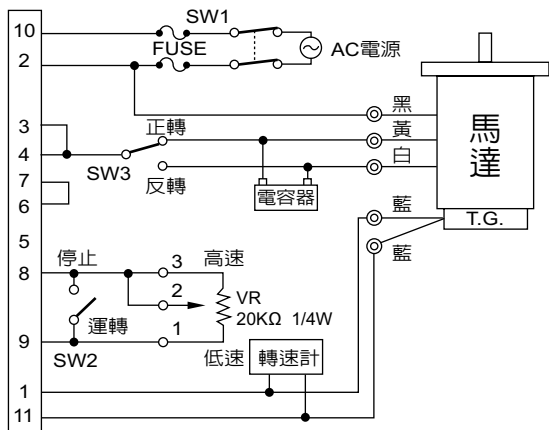 10
SW1
FUSE
AC電源
2
黑
3
正轉
黃
4
SW3
白
7
反轉
6
電容器
馬達
T.G.
5
藍
藍
停止
8
3
高速
2
VR
20KΩ 1/4W
運轉
1
9
SW2
低速
轉速計
1
11